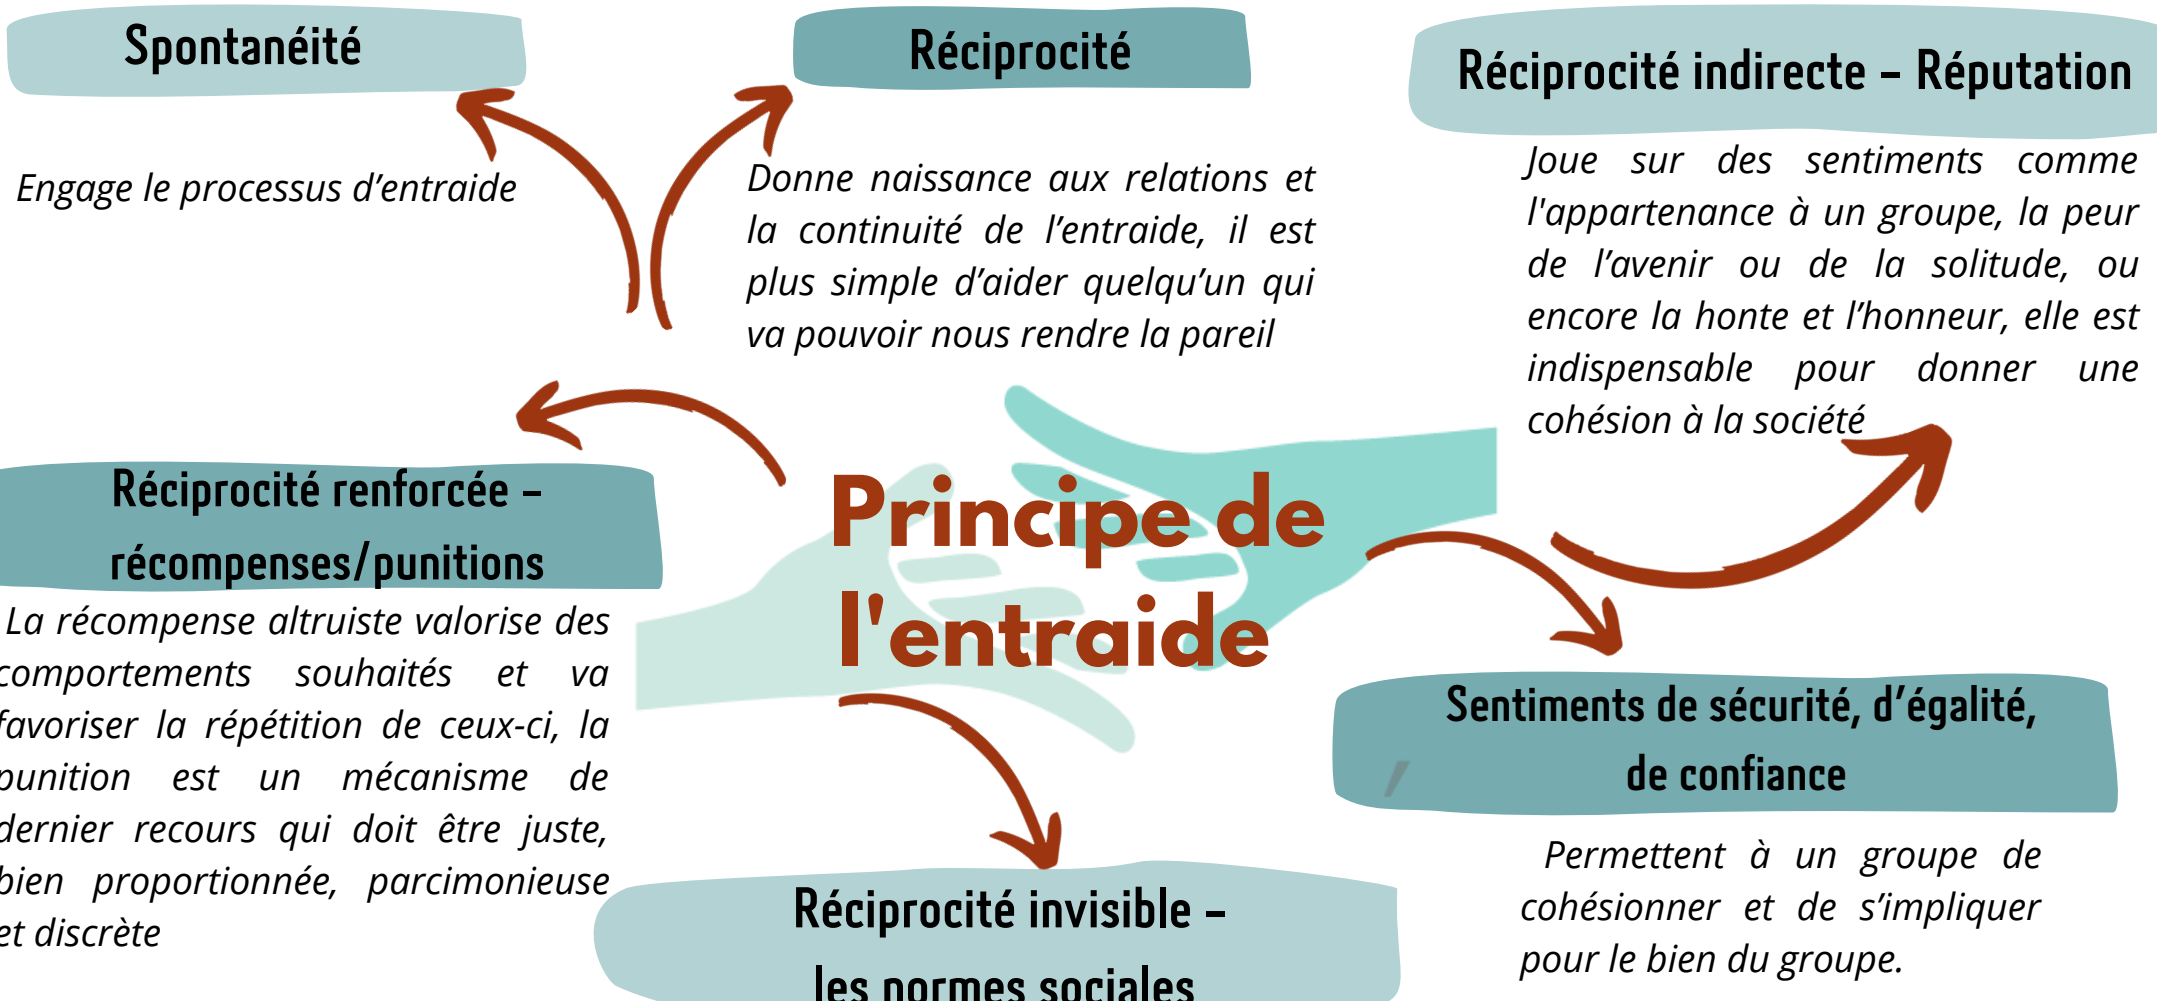 Spontanéité
Engage le processus d’entraide
Réciprocité
Donne naissance aux relations et
la continuité de l’entraide, il est
plus simple d’aider quelqu’un qui
va pouvoir nous rendre la pareil
Réciprocité indirecte – Réputation
Joue sur des sentiments comme
l'appartenance à un groupe, la peur
de l’avenir ou de la solitude, ou
encore la honte et l’honneur, elle est
indispensable pour donner une
cohésion à la société
Principe de
l'entraide
Réciprocité renforcée –
récompenses/punitions
La récompense altruiste valorise des
comportements souhaités et va
favoriser la répétition de ceux-ci, la
punition est un mécanisme de
dernier recours qui doit être juste,
bien proportionnée, parcimonieuse
et discrète
Sentiments de sécurité, d’égalité,
de confiance
,
Permettent à un groupe de
cohésionner et de s’impliquer
pour le bien du groupe.
Réciprocité invisible –
les normes sociales